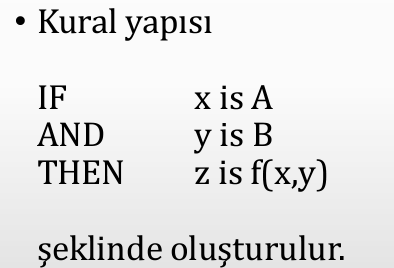 • Kural yapısı
IF x is A
AND y is B
THEN z is f(x,y)
şeklinde oluşturulur.